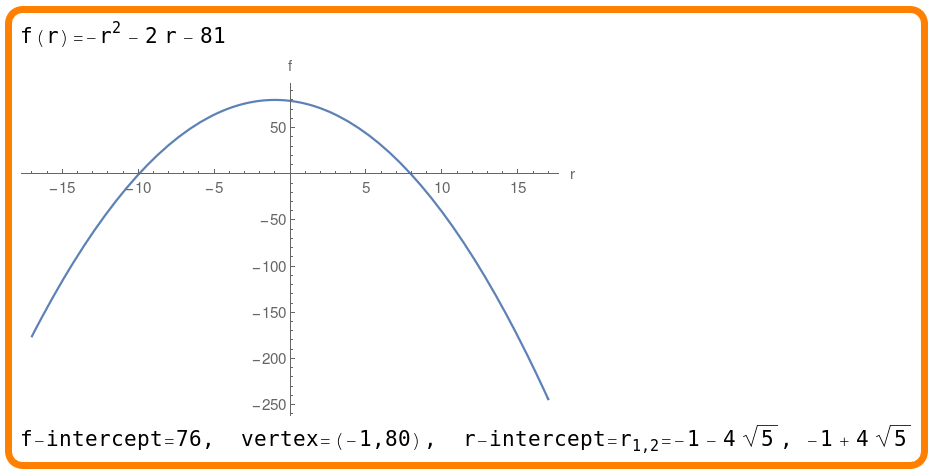 f(r)=-r² - 2 r - 81
f
50
-15 -10 -5 5 10 15 r
-50
-100
-150
-200
-250
f-intercept=76, vertex=(-1,80), r-intercept=r₁,₂=-1-4√5, -1+4√5